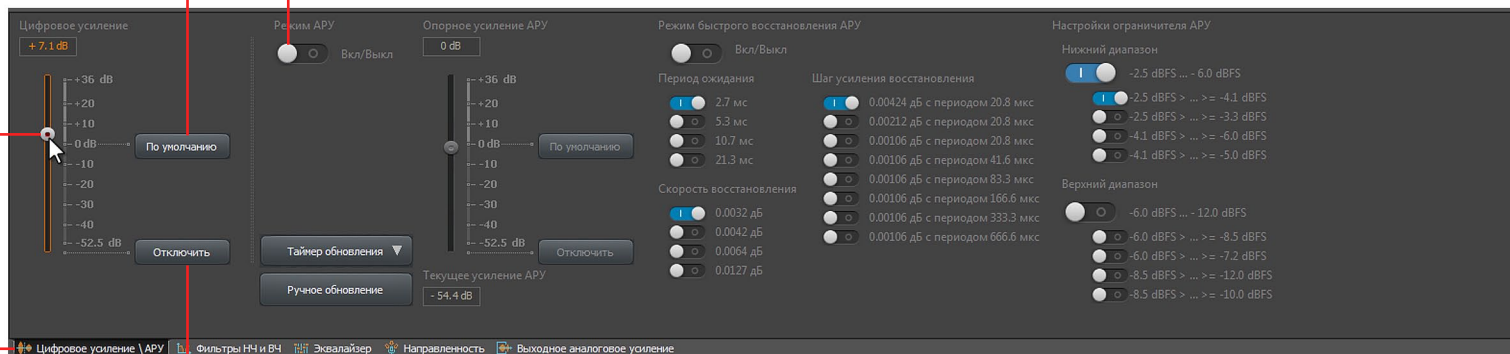 Цифровое усиление
+ 7.1 dB
+36 dB
+20
+10
0 dB
-10
-20
-30
-40
-52.5 dB
По умолчанию
Отключить
Режим АРУ
Вкл/Выкл
Таймер обновления
Ручное обновление
Опорное усиление АРУ
0 dB
+36 dB
+20
+10
0 dB
-10
-20
-30
-40
-52.5 dB
По умолчанию
Отключить
Текущее усиление АРУ
- 54.4 dB
Режим быстрого восстановления АРУ
Вкл/Выкл
Период ожидания
2.7 мс
5.3 мс
10.7 мс
21.3 мс
Скорость восстановления
0.0032 дБ
0.0042 дБ
0.0064 дБ
0.0127 дБ
Шаг усиления восстановления
0.00424 дБ с периодом 20.8 мкс
0.00212 дБ с периодом 20.8 мкс
0.00106 дБ с периодом 20.8 мкс
0.00106 дБ с периодом 41.6 мкс
0.00106 дБ с периодом 83.3 мкс
0.00106 дБ с периодом 166.6 мкс
0.00106 дБ с периодом 333.3 мкс
0.00106 дБ с периодом 666.6 мкс
Настройки ограничителя АРУ
Нижний диапазон
-2.5 dBFS ... - 6.0 dBFS
-2.5 dBFS > ... >= -4.1 dBFS
-2.5 dBFS > ... >= -3.3 dBFS
-4.1 dBFS > ... >= -6.0 dBFS
-4.1 dBFS > ... >= -5.0 dBFS
Верхний диапазон
-6.0 dBFS ... - 12.0 dBFS
-6.0 dBFS > ... >= -8.5 dBFS
-6.0 dBFS > ... >= -7.2 dBFS
-8.5 dBFS > ... >= -12.0 dBFS
-8.5 dBFS > ... >= -10.0 dBFS
Цифровое усиление \ АРУ Фильтры НЧ и ВЧ Эквалайзер Направленность Выходное аналоговое усиление